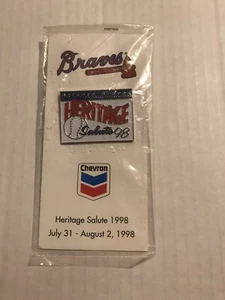 Braves
HERITAGE
Salute 98
Chevron
Heritage Salute 1998
July 31 - August 2, 1998